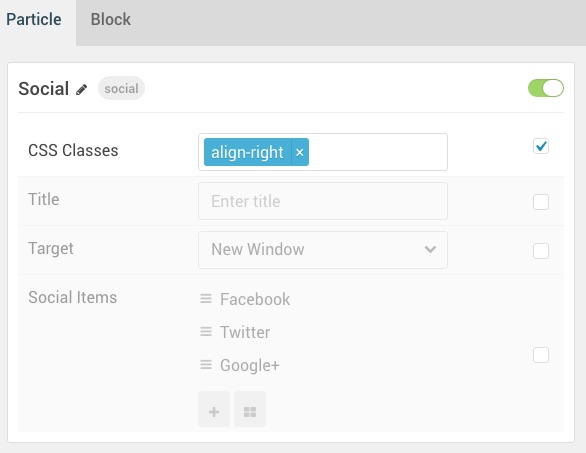 Particle Block
Social social
CSS Classes align-right ×
Title Enter title
Target New Window
Social Items
Facebook
Twitter
Google+